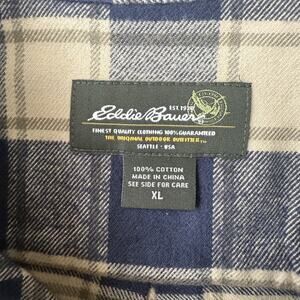 EST. 1920
Eddie Bauer
FINEST QUALITY CLOTHING 100% GUARANTEED
THE ORIGINAL OUTDOOR OUTFITTER™
SEATTLE · USA
100% COTTON
MADE IN CHINA
SEE SIDE FOR CARE
XL